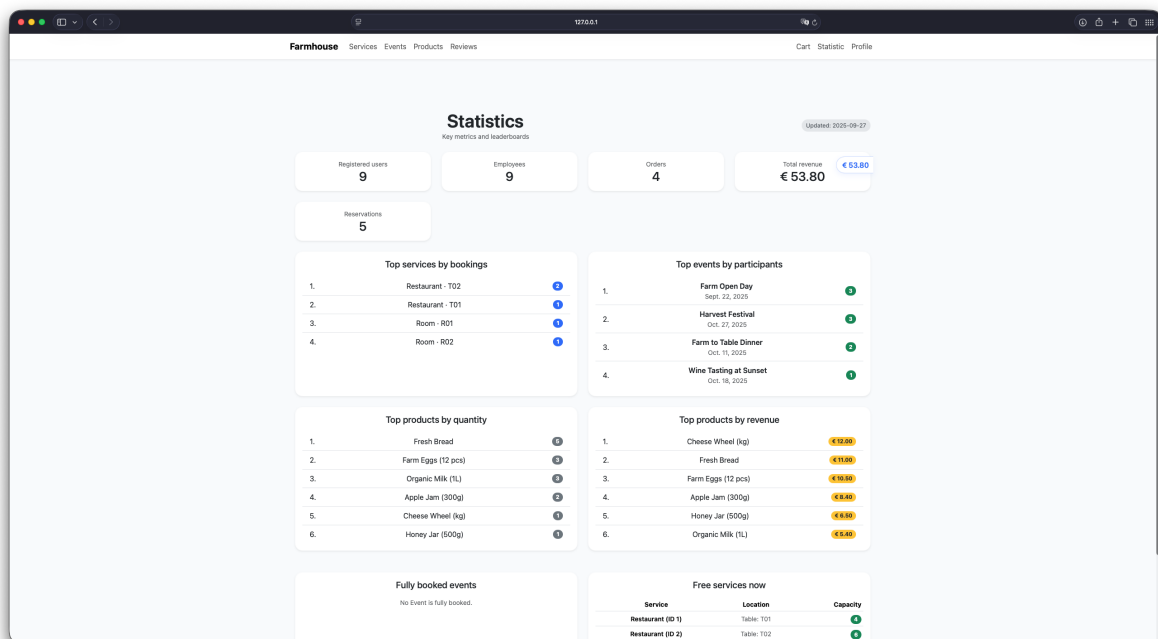 127.0.0.1
Farmhouse Services Events Products Reviews Cart Statistic Profile
Statistics
Key metrics and leaderboards
Updated: 2025-09-27
Registered users
9
Employees
9
Orders
4
Total revenue
€ 53.80
€ 53.80
Reservations
5
Top services by bookings
1. Restaurant · T02 2
2. Restaurant · T01 1
3. Room · R01 1
4. Room · R02 1
Top events by participants
1. Farm Open Day 3
Sept. 22, 2025
2. Harvest Festival 3
Oct. 27, 2025
3. Farm to Table Dinner 2
Oct. 11, 2025
4. Wine Tasting at Sunset 1
Oct. 18, 2025
Top products by quantity
1. Fresh Bread 5
2. Farm Eggs (12 pcs) 3
3. Organic Milk (1L) 3
4. Apple Jam (300g) 2
5. Cheese Wheel (kg) 1
6. Honey Jar (500g) 1
Top products by revenue
1. Cheese Wheel (kg) € 12.00
2. Fresh Bread € 11.00
3. Farm Eggs (12 pcs) € 10.50
4. Apple Jam (300g) € 8.40
5. Honey Jar (500g) € 6.50
6. Organic Milk (1L) € 5.40
Fully booked events
No Event is fully booked.
Free services now
Service Location Capacity
Restaurant (ID 1) Table: T01 4
Restaurant (ID 2) Table: T02 6